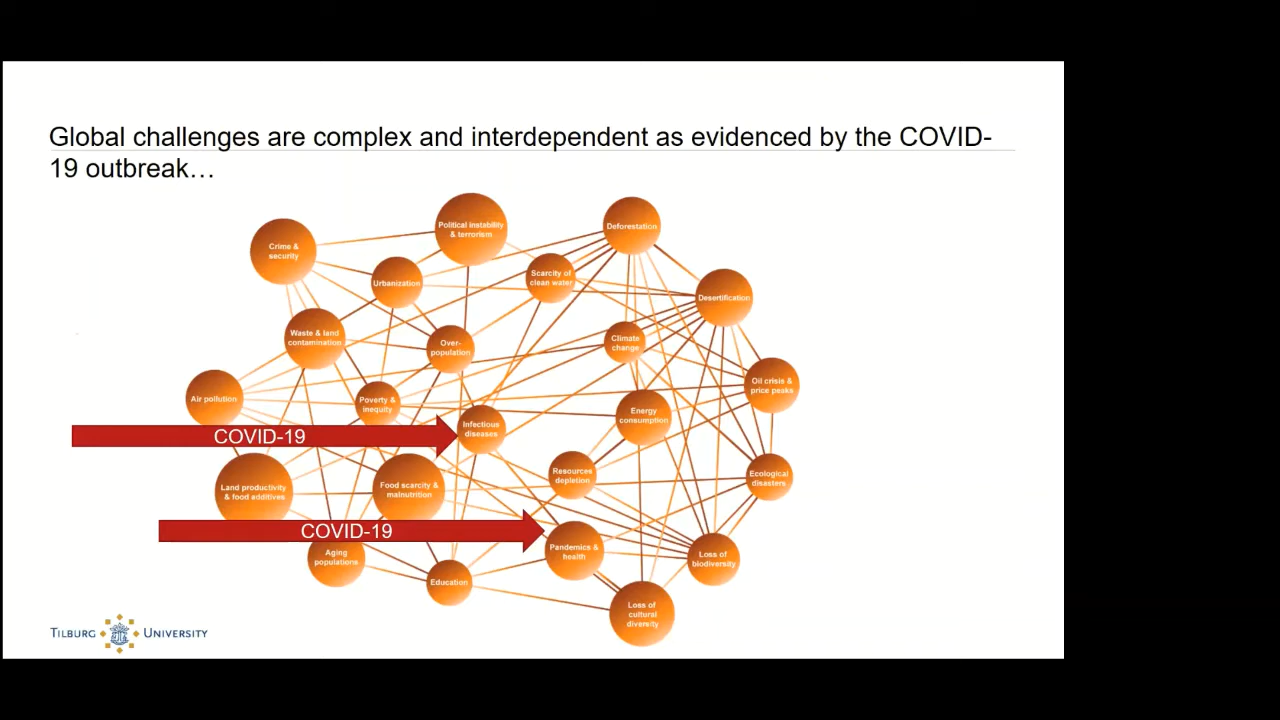 Global challenges are complex and interdependent as evidenced by the COVID-
19 outbreak…
Political instability
& terrorism
Deforestation
Crime &
security
Urbanization
Scarcity of
clean water
Desertification
Waste & land
contamination
Over-
population
Climate
change
Oil crisis &
price peaks
Air pollution
Poverty &
inequity
Energy
consumption
Infectious
diseases
COVID-19
Resources
depletion
Ecological
disasters
Land productivity
& food additives
Food scarcity &
malnutrition
COVID-19
Pandemics &
health
Loss of
biodiversity
Aging
populations
Education
Loss of
cultural
diversity
TILBURG UNIVERSITY